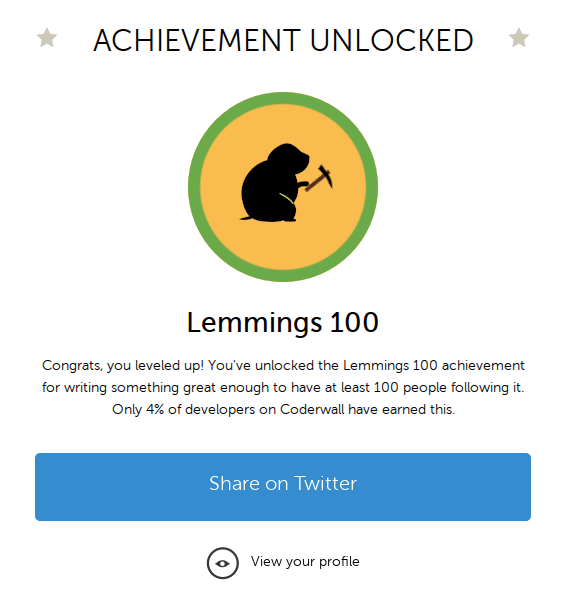 ACHIEVEMENT UNLOCKED
Lemmings 100
Congrats, you leveled up! You've unlocked the Lemmings 100 achievement
for writing something great enough to have at least 100 people following it.
Only 4% of developers on Coderwall have earned this.
Share on Twitter
View your profile